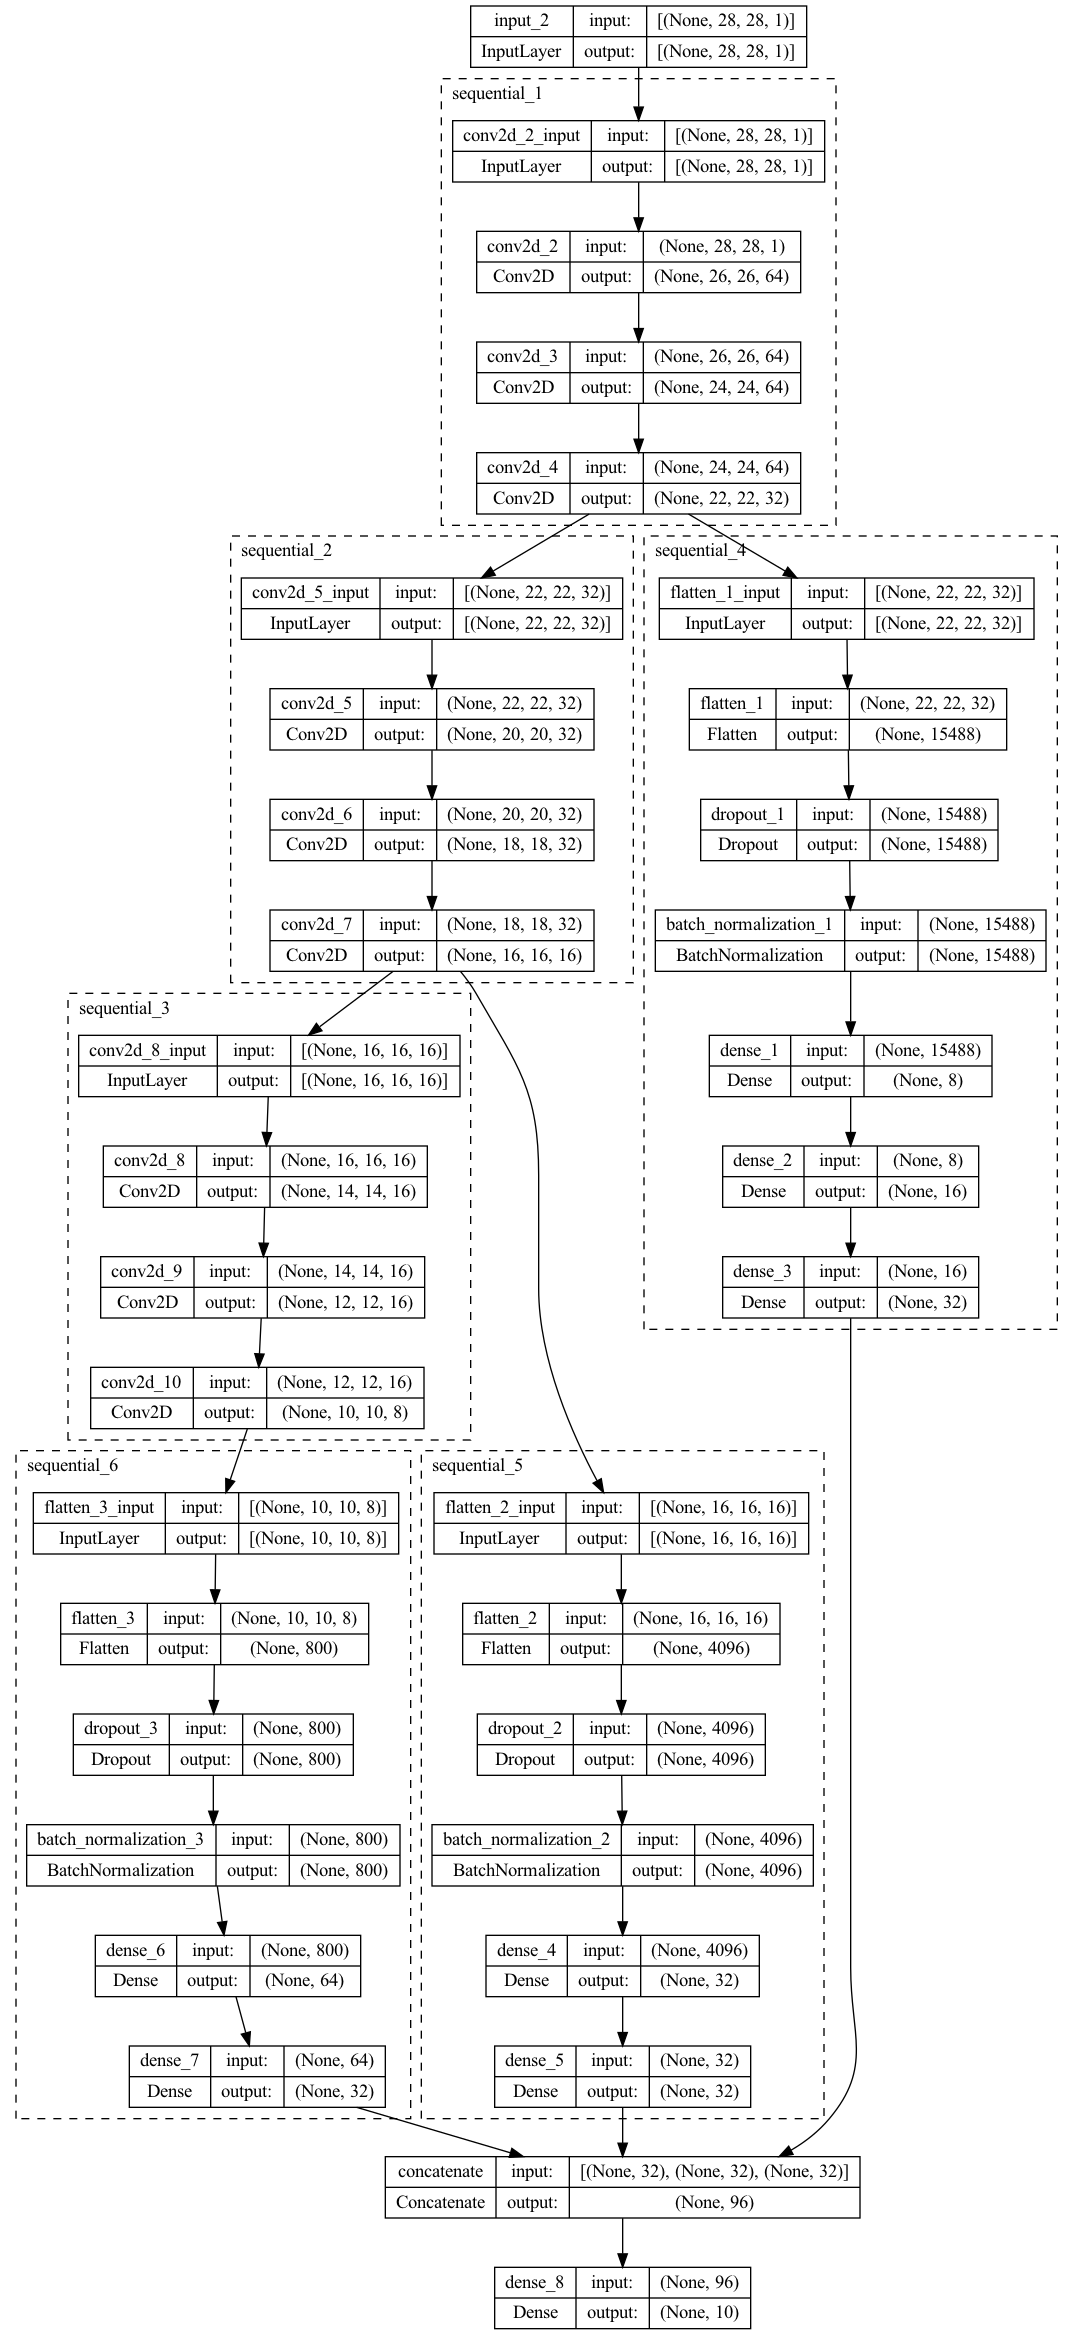 input_2 input: [(None, 28, 28, 1)]
InputLayer output: [(None, 28, 28, 1)]
sequential_1
conv2d_2_input input: [(None, 28, 28, 1)]
InputLayer output: [(None, 28, 28, 1)]
conv2d_2 input: (None, 28, 28, 1)
Conv2D output: (None, 26, 26, 64)
conv2d_3 input: (None, 26, 26, 64)
Conv2D output: (None, 24, 24, 64)
conv2d_4 input: (None, 24, 24, 64)
Conv2D output: (None, 22, 22, 32)
sequential_2
conv2d_5_input input: [(None, 22, 22, 32)]
InputLayer output: [(None, 22, 22, 32)]
conv2d_5 input: (None, 22, 22, 32)
Conv2D output: (None, 20, 20, 32)
conv2d_6 input: (None, 20, 20, 32)
Conv2D output: (None, 18, 18, 32)
conv2d_7 input: (None, 18, 18, 32)
Conv2D output: (None, 16, 16, 16)
sequential_4
flatten_1_input input: [(None, 22, 22, 32)]
InputLayer output: [(None, 22, 22, 32)]
flatten_1 input: (None, 22, 22, 32)
Flatten output: (None, 15488)
dropout_1 input: (None, 15488)
Dropout output: (None, 15488)
batch_normalization_1 input: (None, 15488)
BatchNormalization output: (None, 15488)
dense_1 input: (None, 15488)
Dense output: (None, 8)
dense_2 input: (None, 8)
Dense output: (None, 16)
dense_3 input: (None, 16)
Dense output: (None, 32)
sequential_3
conv2d_8_input input: [(None, 16, 16, 16)]
InputLayer output: [(None, 16, 16, 16)]
conv2d_8 input: (None, 16, 16, 16)
Conv2D output: (None, 14, 14, 16)
conv2d_9 input: (None, 14, 14, 16)
Conv2D output: (None, 12, 12, 16)
conv2d_10 input: (None, 12, 12, 16)
Conv2D output: (None, 10, 10, 8)
sequential_6
flatten_3_input input: [(None, 10, 10, 8)]
InputLayer output: [(None, 10, 10, 8)]
flatten_3 input: (None, 10, 10, 8)
Flatten output: (None, 800)
dropout_3 input: (None, 800)
Dropout output: (None, 800)
batch_normalization_3 input: (None, 800)
BatchNormalization output: (None, 800)
dense_6 input: (None, 800)
Dense output: (None, 64)
dense_7 input: (None, 64)
Dense output: (None, 32)
sequential_5
flatten_2_input input: [(None, 16, 16, 16)]
InputLayer output: [(None, 16, 16, 16)]
flatten_2 input: (None, 16, 16, 16)
Flatten output: (None, 4096)
dropout_2 input: (None, 4096)
Dropout output: (None, 4096)
batch_normalization_2 input: (None, 4096)
BatchNormalization output: (None, 4096)
dense_4 input: (None, 4096)
Dense output: (None, 32)
dense_5 input: (None, 32)
Dense output: (None, 32)
concatenate input: [(None, 32), (None, 32), (None, 32)]
Concatenate output: (None, 96)
dense_8 input: (None, 96)
Dense output: (None, 10)